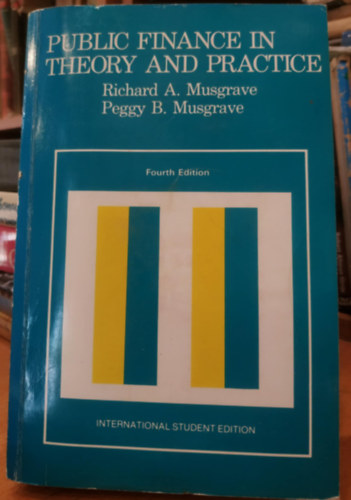 PUBLIC FINANCE IN
THEORY AND PRACTICE
Richard A. Musgrave
Peggy B. Musgrave
Fourth Edition
INTERNATIONAL STUDENT EDITION